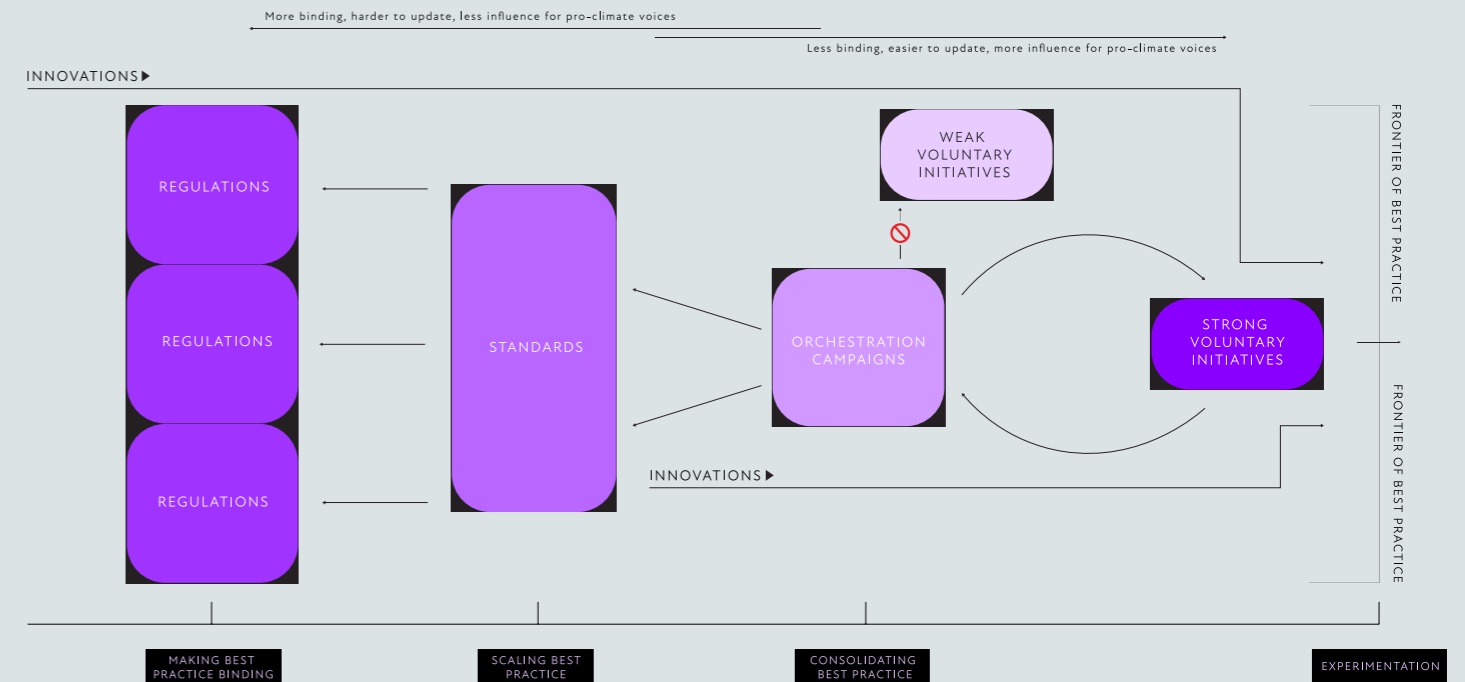 More binding, harder to update, less influence for pro-climate voices
Less binding, easier to update, more influence for pro-climate voices
INNOVATIONS
REGULATIONS
REGULATIONS
REGULATIONS
STANDARDS
WEAK
VOLUNTARY
INITIATIVES
ORCHESTRATION
CAMPAIGNS
STRONG
VOLUNTARY
INITIATIVES
INNOVATIONS
FRONTIER OF BEST PRACTICE
FRONTIER OF BEST PRACTICE
MAKING BEST
PRACTICE BINDING
SCALING BEST
PRACTICE
CONSOLIDATING
BEST PRACTICE
EXPERIMENTATION